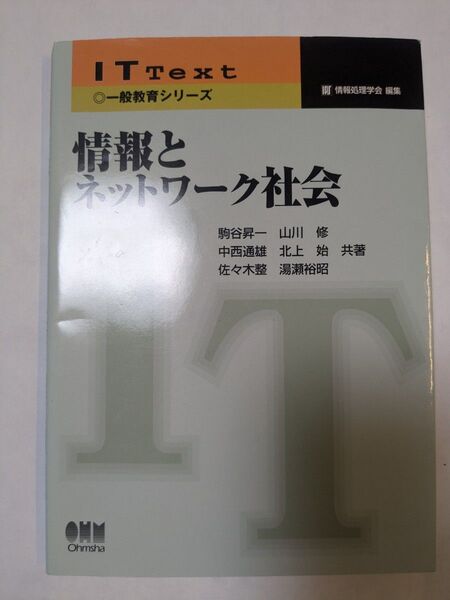 IT Text
◎一般教育シリーズ
情報処理学会 編集
情報と
ネットワーク社会
駒谷昇一 山川 修
中西通雄 北上 始 共著
佐々木整 湯瀬裕昭
IT
OHM
Ohmsha